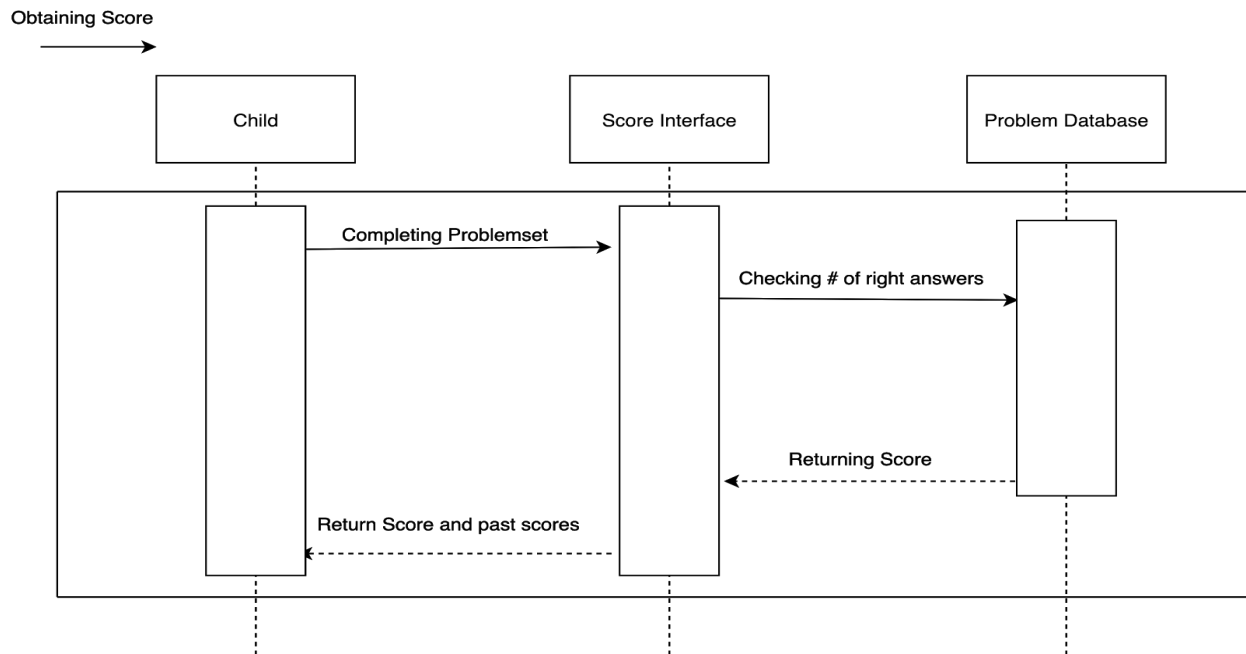 Obtaining Score
Child
Score Interface
Problem Database
Completing Problemset
Checking # of right answers
Returning Score
Return Score and past scores